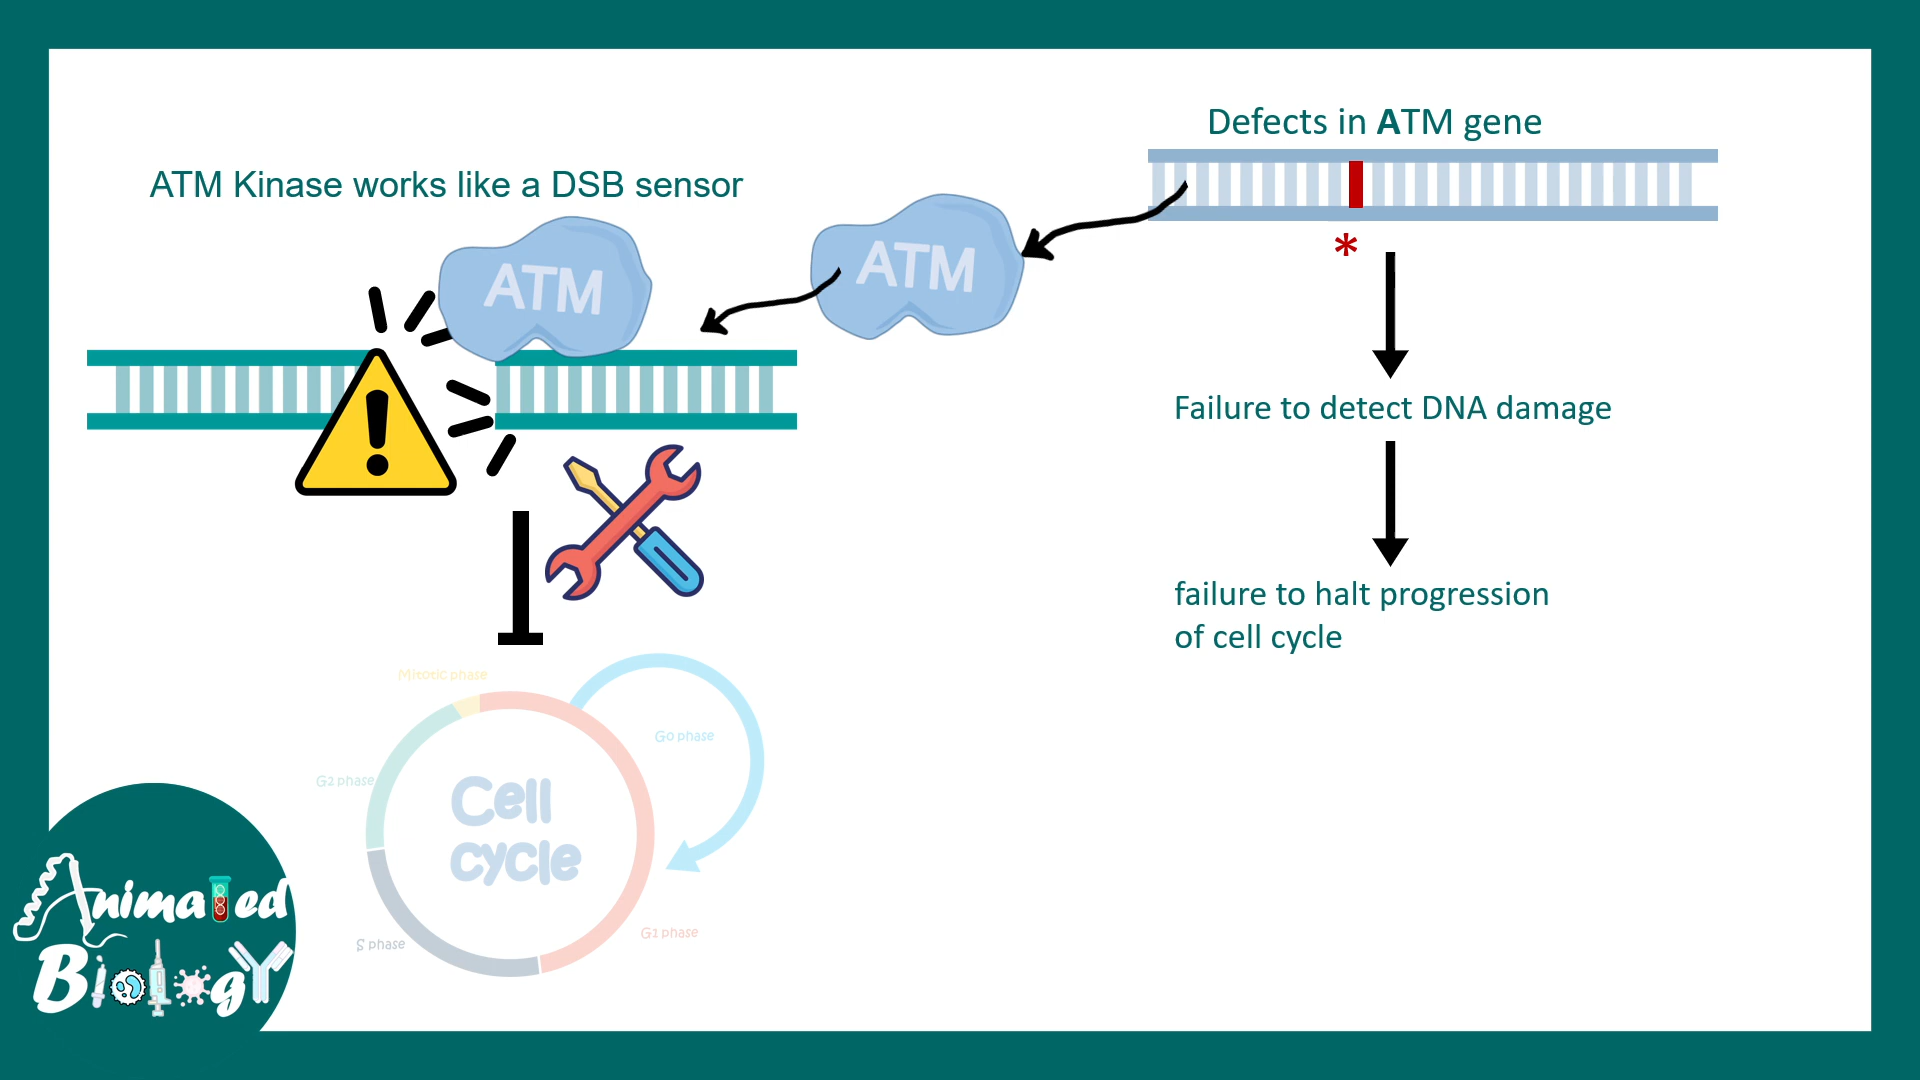 Defects in ATM gene
ATM Kinase works like a DSB sensor
ATM
ATM
*
Failure to detect DNA damage
failure to halt progression
of cell cycle
Mitotic phase
G0 phase
G2 phase
Cell
cycle
G1 phase
S phase
Animated
Biology